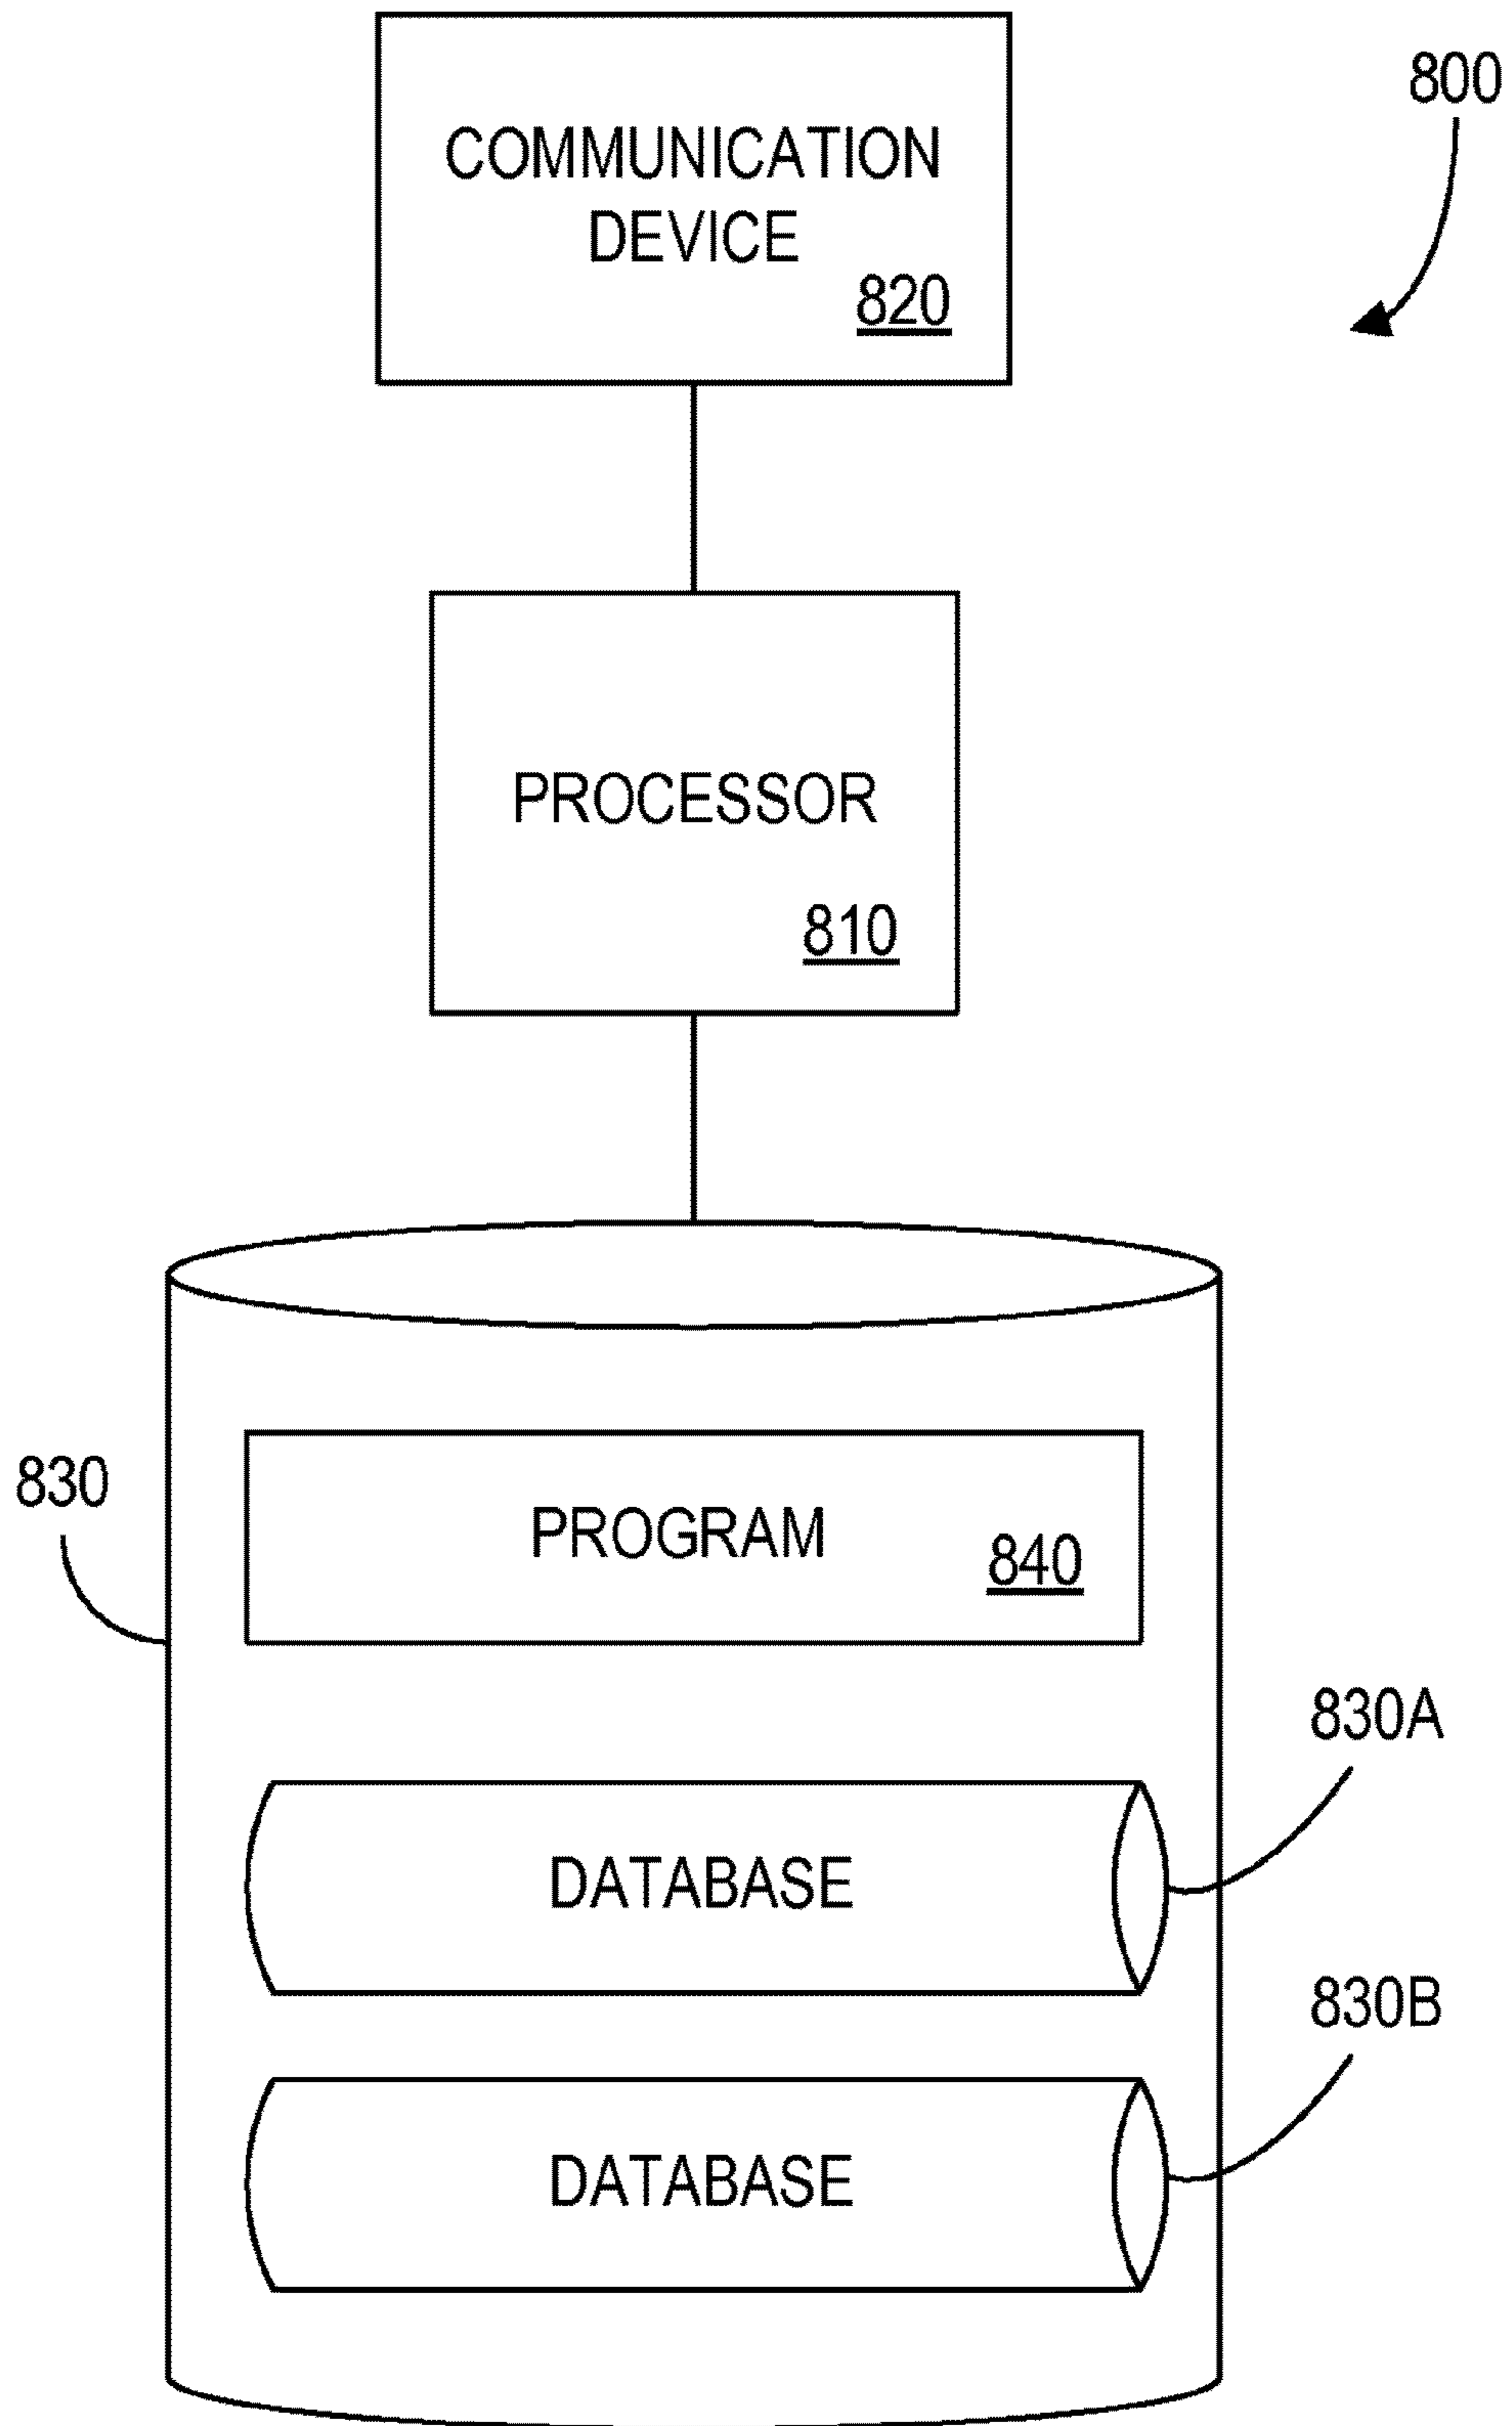 800
COMMUNICATION
DEVICE
820
PROCESSOR
810
830
PROGRAM
840
830A
DATABASE
830B
DATABASE